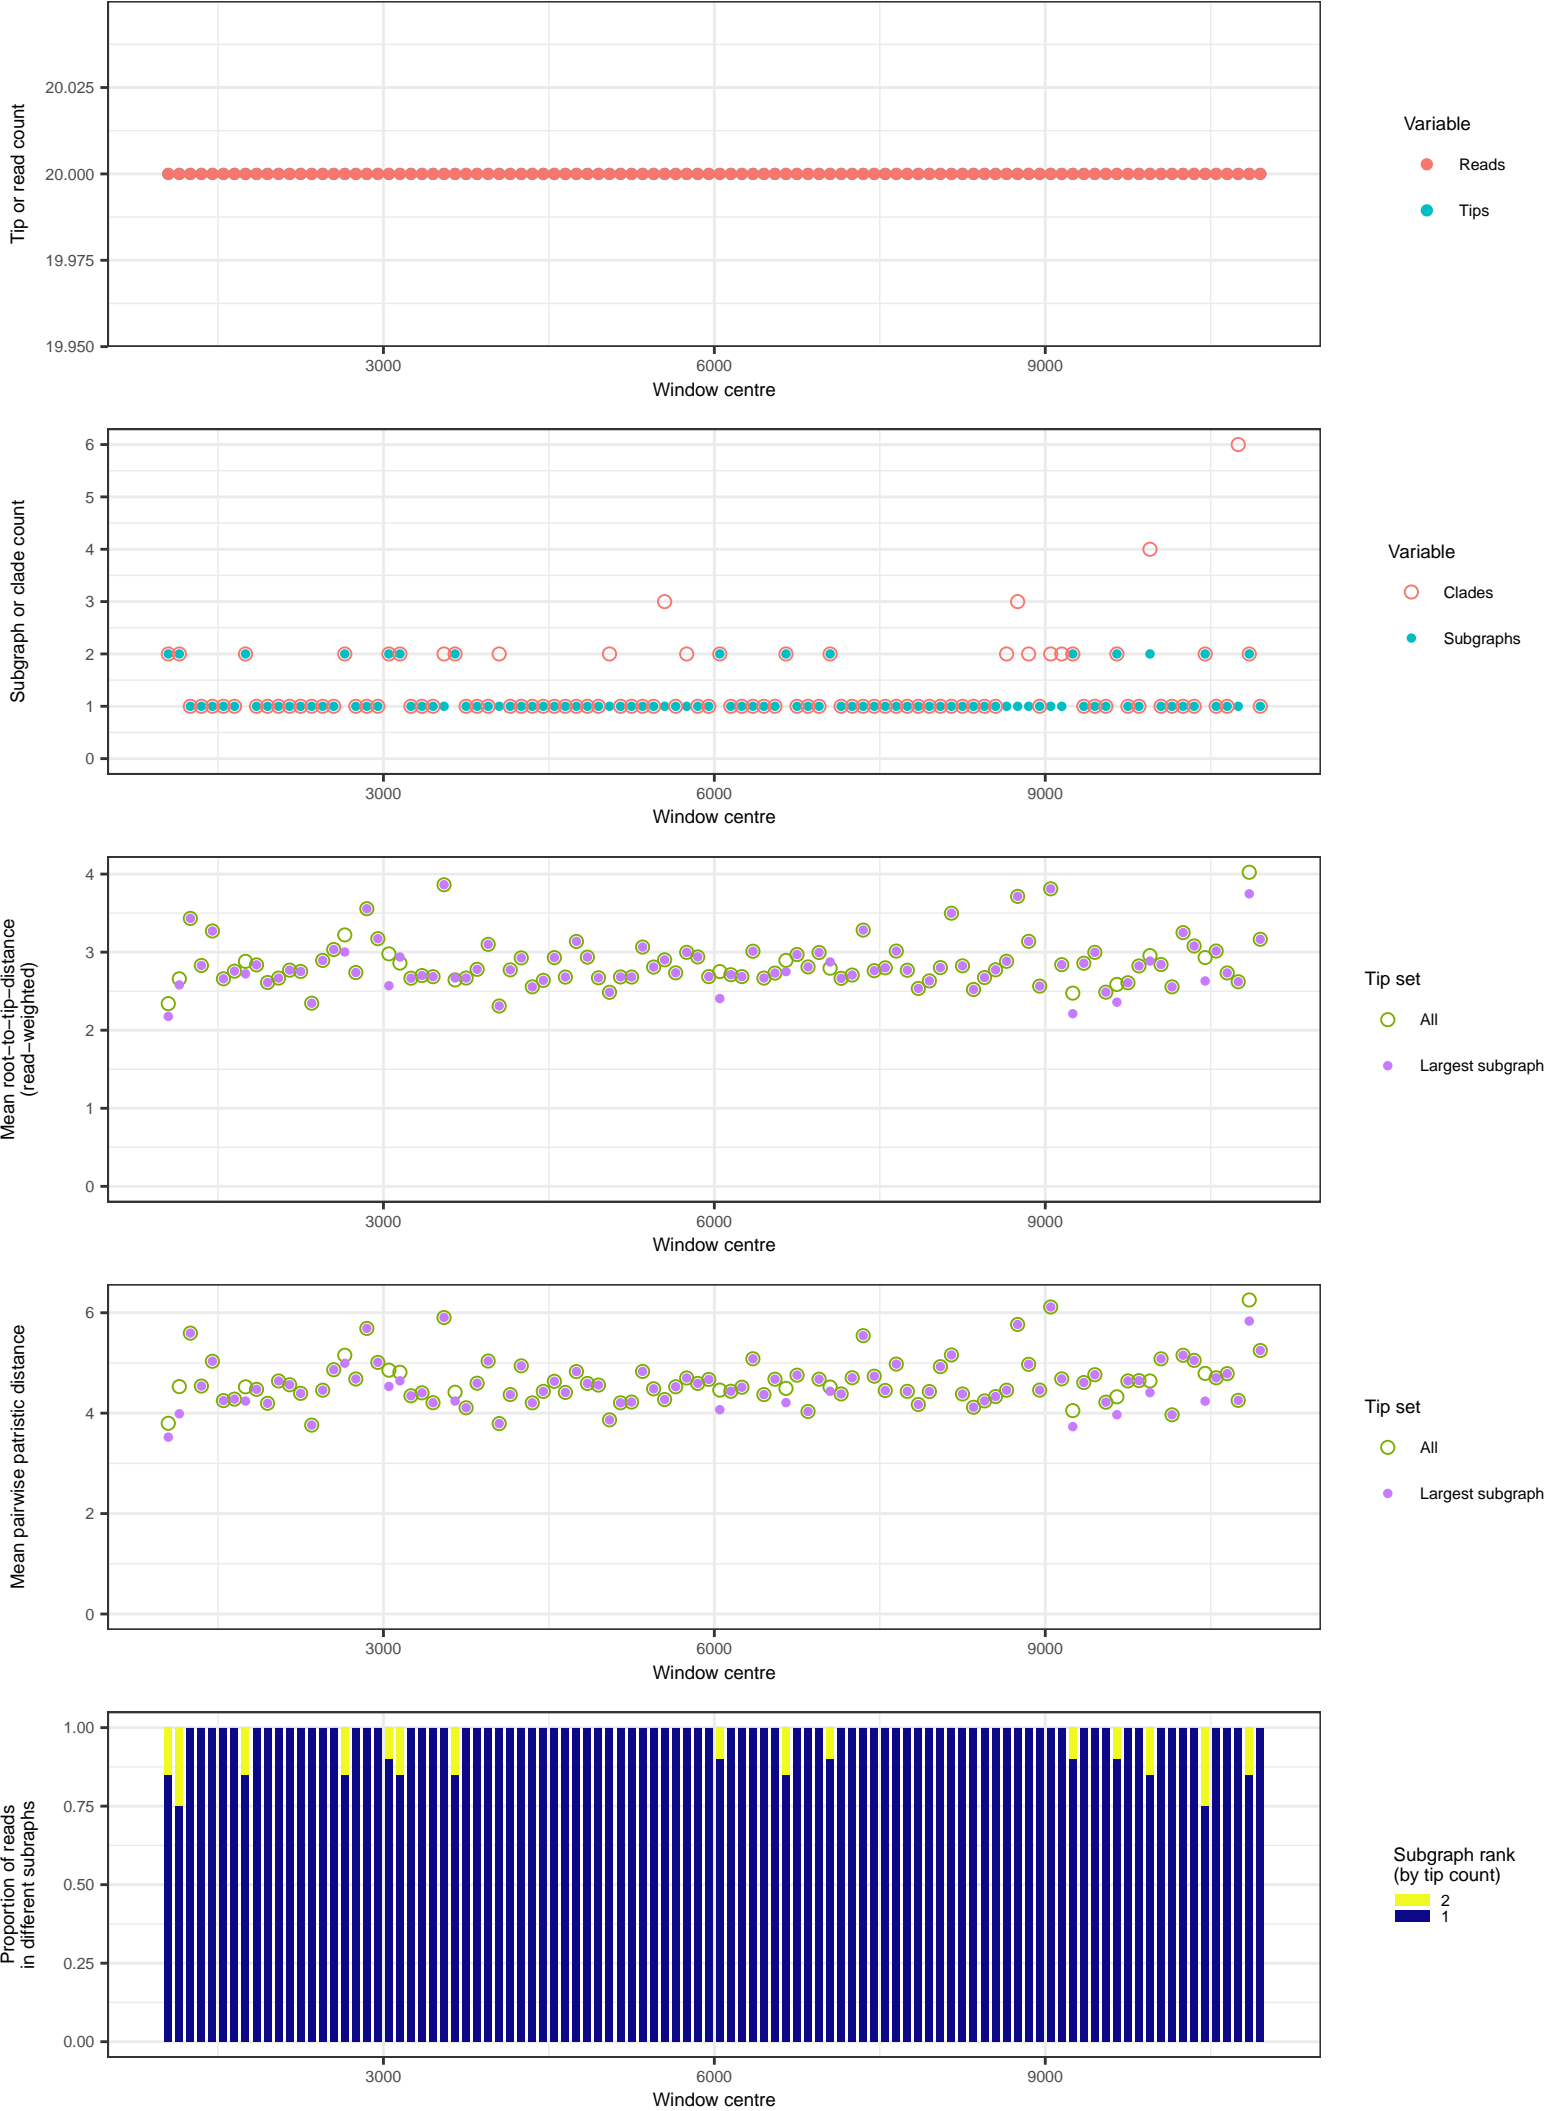 Tip or read count
20.025
20.000
19.975
19.950
3000 6000 9000
Window centre
Variable
Reads
Tips
Subgraph or clade count
6
5
4
3
2
1
0
3000 6000 9000
Window centre
Variable
Clades
Subgraphs
Mean root−to−tip−distance
(read−weighted)
4
3
2
1
0
3000 6000 9000
Window centre
Tip set
All
Largest subgraph
Mean pairwise patristic distance
6
4
2
0
3000 6000 9000
Window centre
Tip set
All
Largest subgraph
Proportion of reads
in different subraphs
1.00
0.75
0.50
0.25
0.00
3000 6000 9000
Window centre
Subgraph rank
(by tip count)
2
1